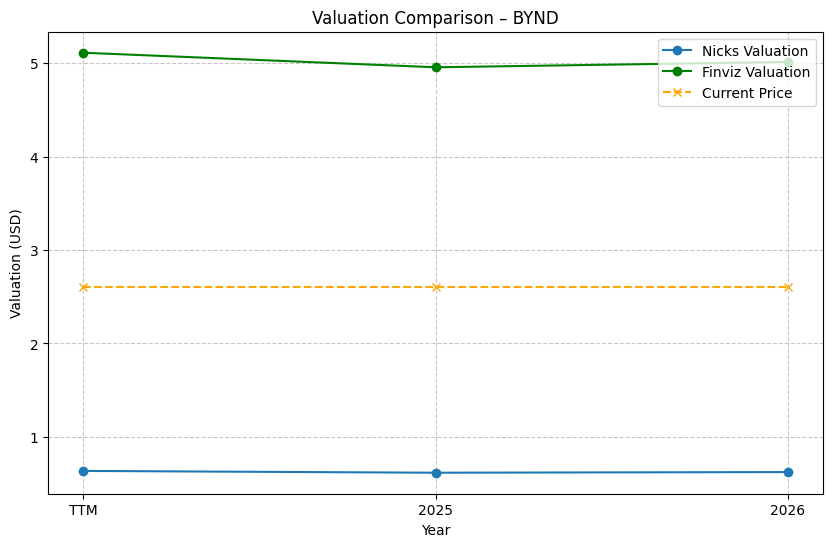 Valuation Comparison – BYND
Nicks Valuation
Finviz Valuation
Current Price
Valuation (USD)
5
4
3
2
1
TTM
2025
2026
Year